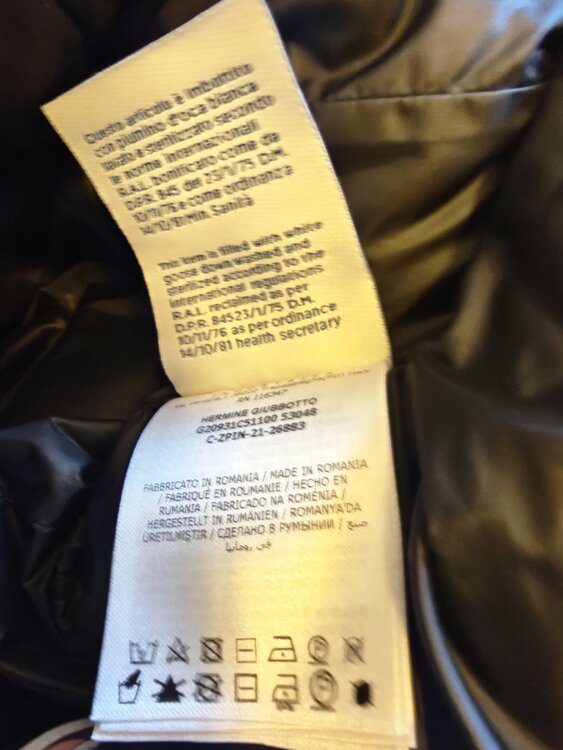 Questo articolo è imbottito
con piumino d'oca bianca
lavato e sterilizzato secondo
le norme internazionali
R.A.L. bonificato come da
D.P.R. 845 del 23/1/75 D.M.
10/11/76 e come ordinanza
14/10/81Min Sanità
This item is filled with white
goose down washed and
sterilized according to the
international regulations
R.A.L. reclaimed as per
D.P.R. 84523/1/75 D.M.
10/11/76 as per ordinance
14/10/81 health secretary
RN 116347
HERMINE GIUBBOTTO
G20931C51100 53048
C-ZPIN-21-26883
FABBRICATO IN ROMANIA / MADE IN ROMANIA
/ FABRIQUÉ EN ROUMANIE / HECHO EN
RUMANIA / FABRICADO NA ROMÉNIA /
HERGESTELLT IN RUMÄNIEN / ROMANYA'DA
ÜRETILMIŞTIR / СДЕЛАНО В РУМЫНИИ / صنع
في رومانيا